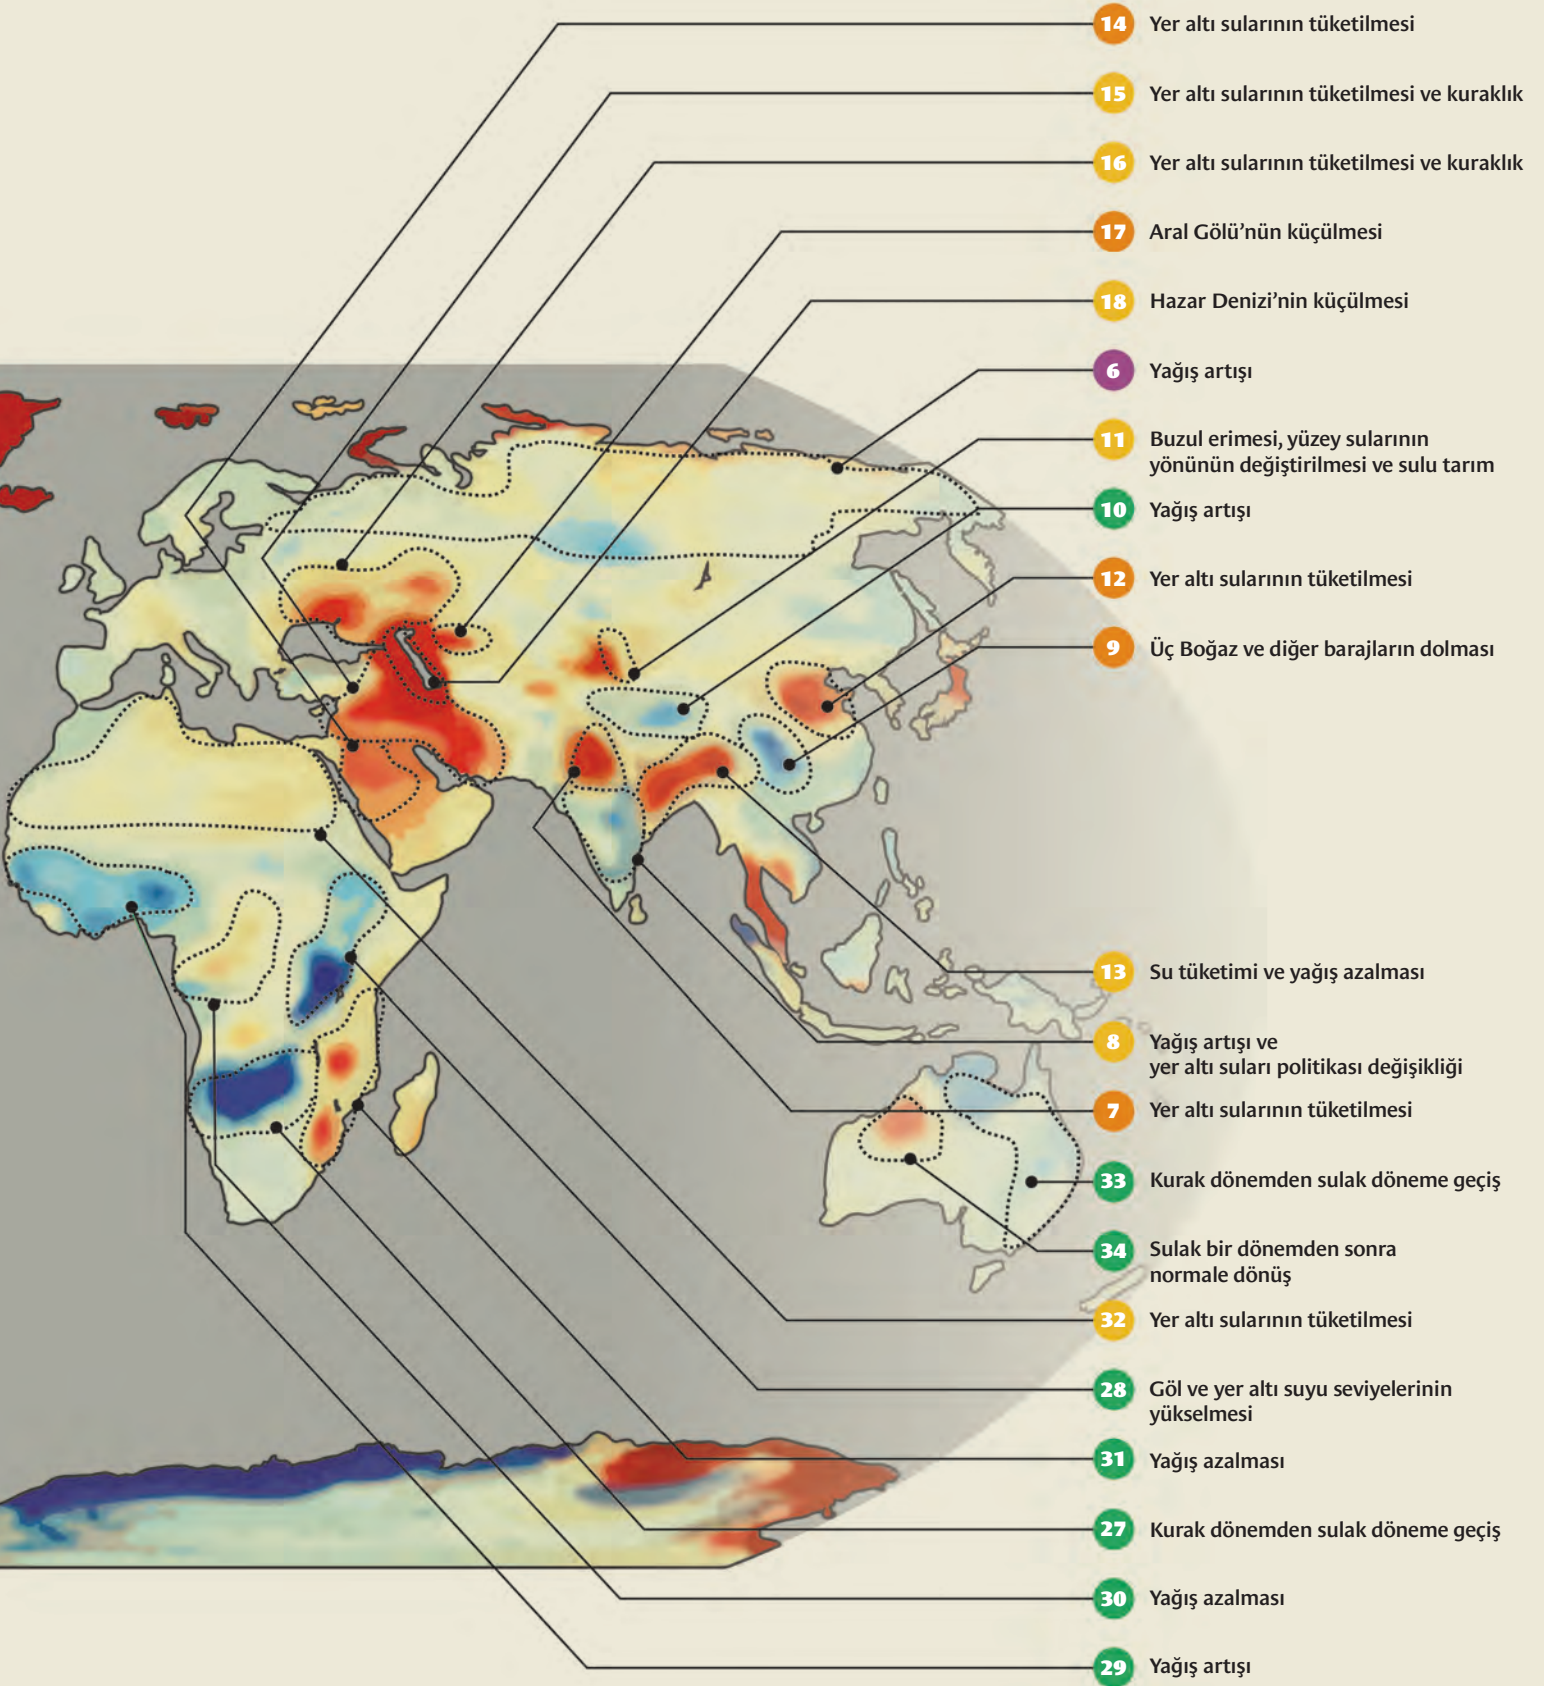 14 Yer altı sularının tüketilmesi
15 Yer altı sularının tüketilmesi ve kuraklık
16 Yer altı sularının tüketilmesi ve kuraklık
17 Aral Gölü’nün küçülmesi
18 Hazar Denizi’nin küçülmesi
6 Yağış artışı
11 Buzul erimesi, yüzey sularının
yönünün değiştirilmesi ve sulu tarım
10 Yağış artışı
12 Yer altı sularının tüketilmesi
9 Üç Boğaz ve diğer barajların dolması
13 Su tüketimi ve yağış azalması
8 Yağış artışı ve
yer altı suları politikası değişikliği
7 Yer altı sularının tüketilmesi
33 Kurak dönemden sulak döneme geçiş
34 Sulak bir dönemden sonra
normale dönüş
32 Yer altı sularının tüketilmesi
28 Göl ve yer altı suyu seviyelerinin
yükselmesi
31 Yağış azalması
27 Kurak dönemden sulak döneme geçiş
30 Yağış azalması
29 Yağış artışı